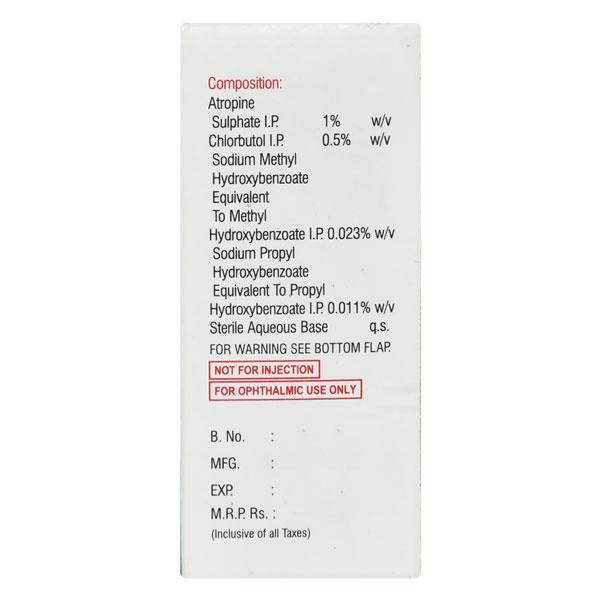 Composition:
Atropine
Sulphate I.P. 1% w/v
Chlorbutol I.P. 0.5% w/v
Sodium Methyl
Hydroxybenzoate
Equivalent
To Methyl
Hydroxybenzoate I.P. 0.023% w/v
Sodium Propyl
Hydroxybenzoate
Equivalent To Propyl
Hydroxybenzoate I.P. 0.011% w/v
Sterile Aqueous Base q.s.
FOR WARNING SEE BOTTOM FLAP.
NOT FOR INJECTION
FOR OPHTHALMIC USE ONLY
B. No. :
MFG. :
EXP. :
M.R.P. Rs. :
(Inclusive of all Taxes)